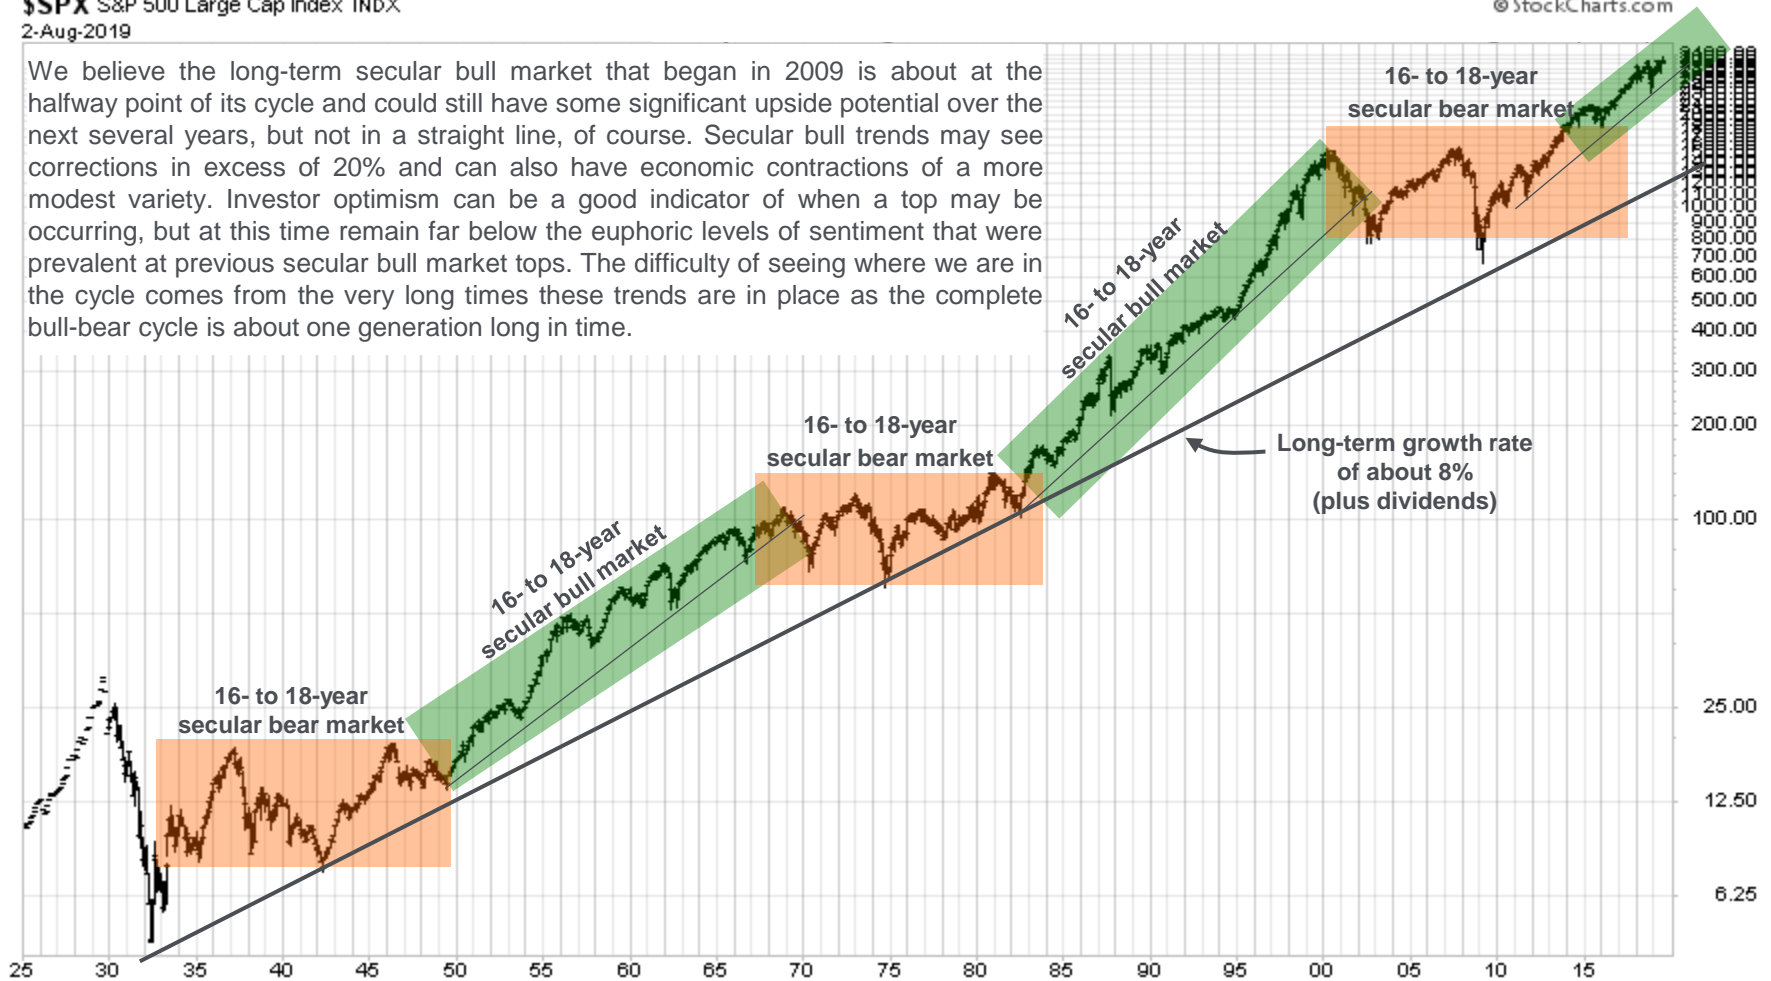 $SPX S&P 500 Large Cap Index INDX
© StockCharts.com
2-Aug-2019
We believe the long-term secular bull market that began in 2009 is about at the
halfway point of its cycle and could still have some significant upside potential over the
next several years, but not in a straight line, of course. Secular bull trends may see
corrections in excess of 20% and can also have economic contractions of a more
modest variety. Investor optimism can be a good indicator of when a top may be
occurring, but at this time remain far below the euphoric levels of sentiment that were
prevalent at previous secular bull market tops. The difficulty of seeing where we are in
the cycle comes from the very long times these trends are in place as the complete
bull-bear cycle is about one generation long in time.
16- to 18-year
secular bear market
16- to 18-year
secular bull market
16- to 18-year
secular bear market
16- to 18-year
secular bull market
16- to 18-year
secular bear market
Long-term growth rate
of about 8%
(plus dividends)
1000.00
900.00
800.00
700.00
600.00
500.00
400.00
300.00
200.00
100.00
25.00
12.50
6.25
25 30 35 40 45 50 55 60 65 70 75 80 85 90 95 00 05 10 15